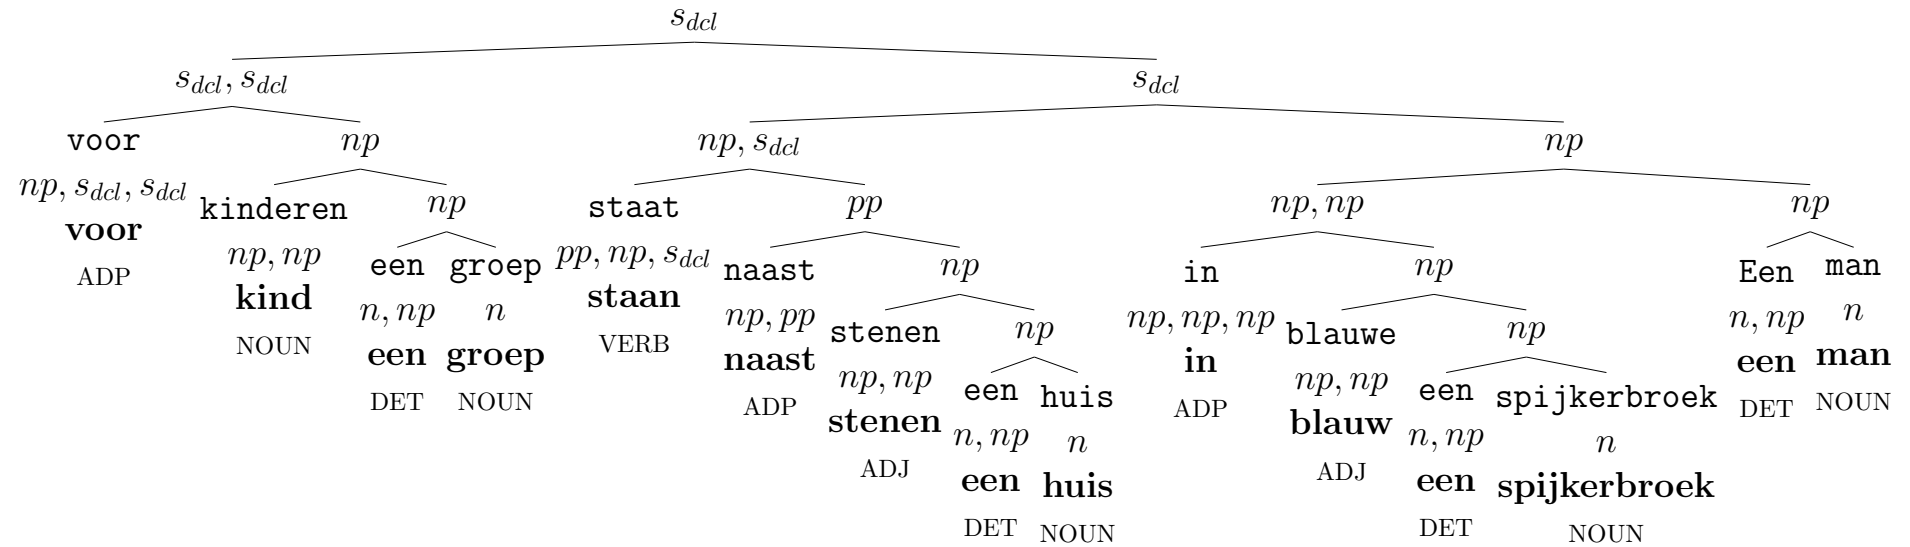 s_dcl
s_dcl, s_dcl s_dcl
voor np np, s_dcl np
np, s_dcl, s_dcl kinderen np staat pp np, np np
voor np, np een groep pp, np, s_dcl naast np in np Een man
ADP kind n, np n staan np, pp stenen np np, np, np blauwe np n, np n
NOUN een groep VERB naast np, np een huis in np, np een spijkerbroek een man
DET NOUN ADP stenen n, np n ADP blauw n, np n DET NOUN
ADJ een huis ADJ een spijkerbroek
DET NOUN DET NOUN